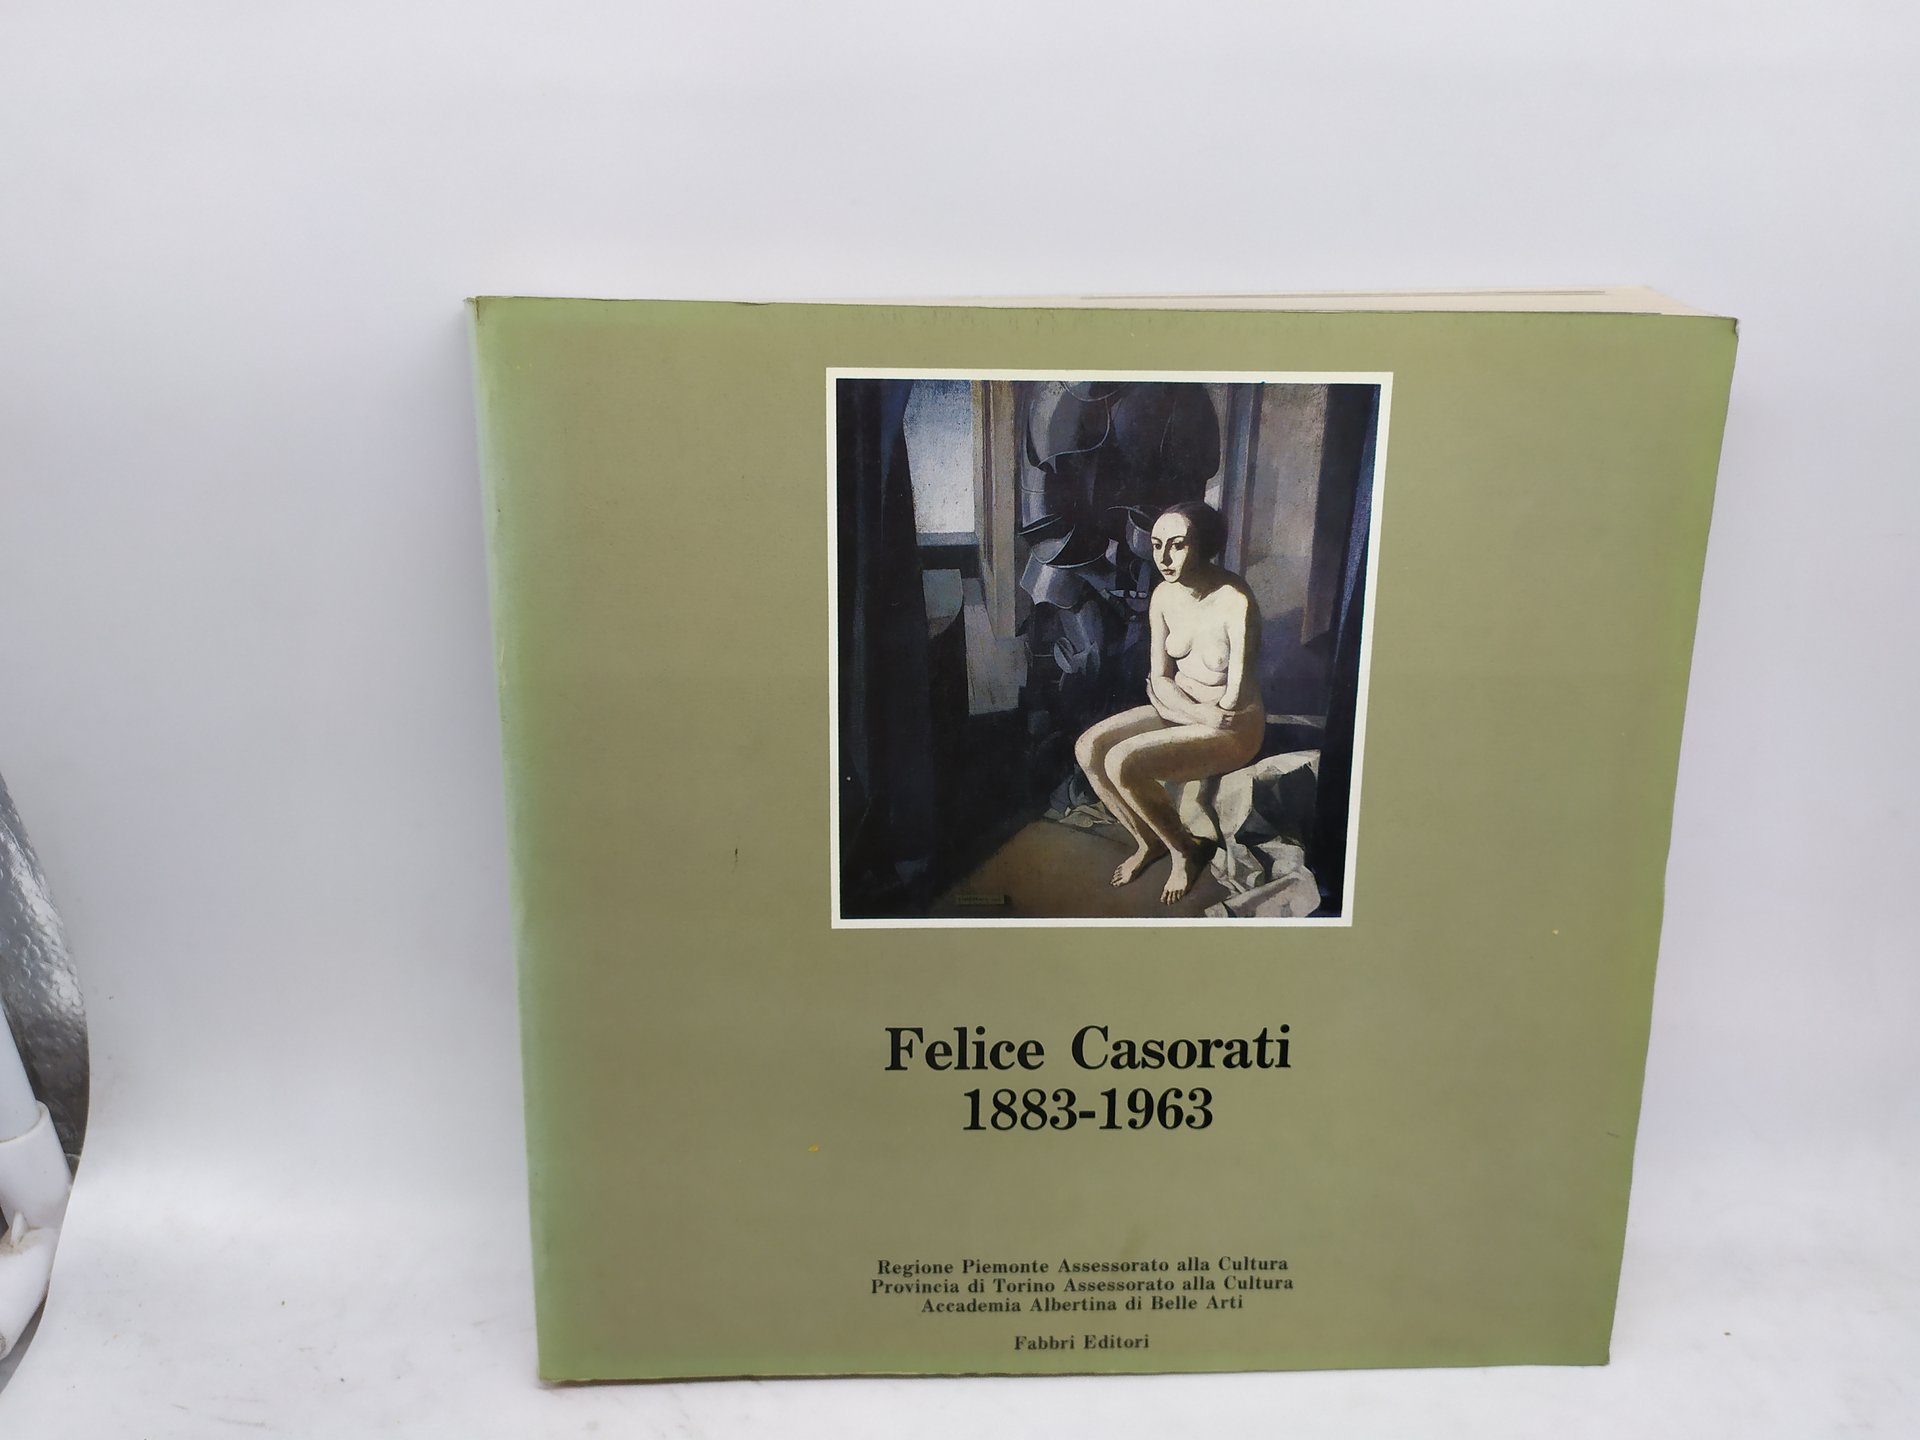 Felice Casorati
1883-1963
Regione Piemonte Assessorato alla Cultura
Provincia di Torino Assessorato alla Cultura
Accademia Albertina di Belle Arti
Fabbri Editori